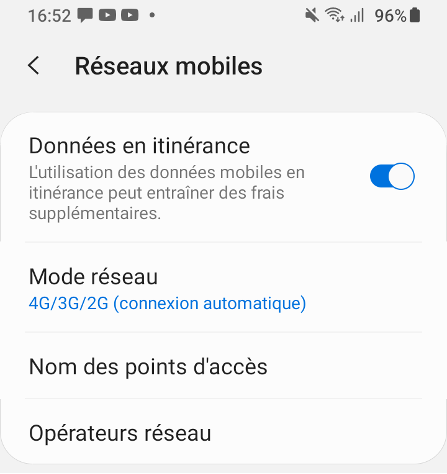 16:52 96%
Réseaux mobiles
Données en itinérance
L'utilisation des données mobiles en
itinérance peut entraîner des frais
supplémentaires.
Mode réseau
4G/3G/2G (connexion automatique)
Nom des points d'accès
Opérateurs réseau